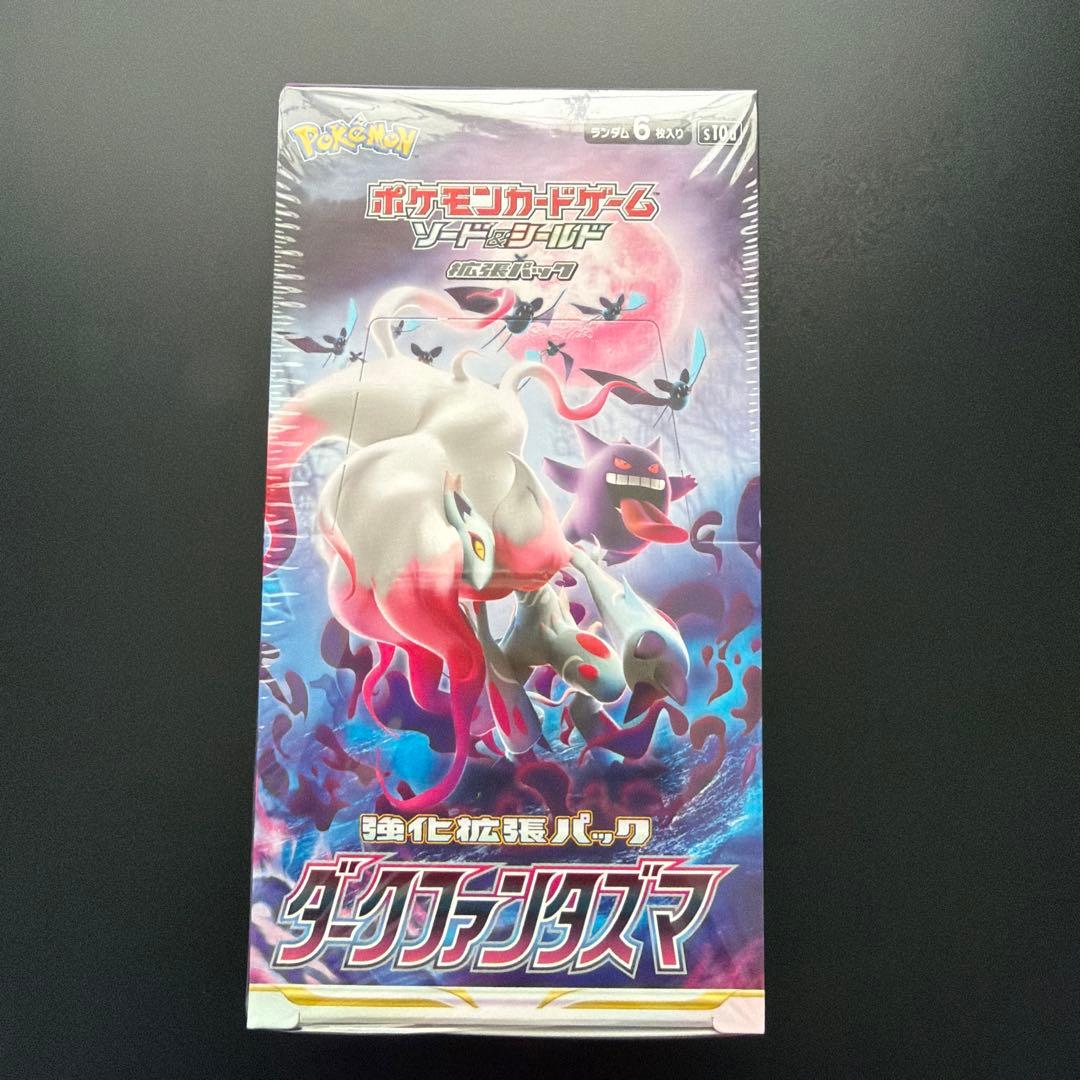 POKéMON
ランダム6枚入り s10a
ポケモンカードゲーム
ソード&シールド
拡張パック
強化拡張パック
ダークファンタズマ